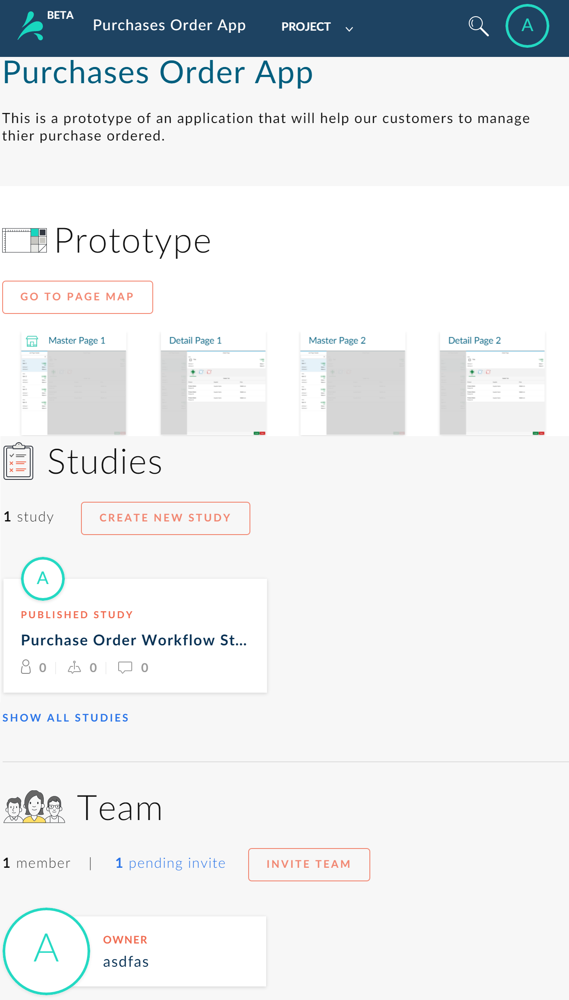 BETA
Purchases Order App
PROJECT
A
Purchases Order App
This is a prototype of an application that will help our customers to manage
thier purchase ordered.
Prototype
GO TO PAGE MAP
Master Page 1
Detail Page 1
Master Page 2
Detail Page 2
Studies
1 study
CREATE NEW STUDY
A
PUBLISHED STUDY
Purchase Order Workflow St...
0
0
0
SHOW ALL STUDIES
Team
1 member | 1 pending invite
INVITE TEAM
A
OWNER
asdfas